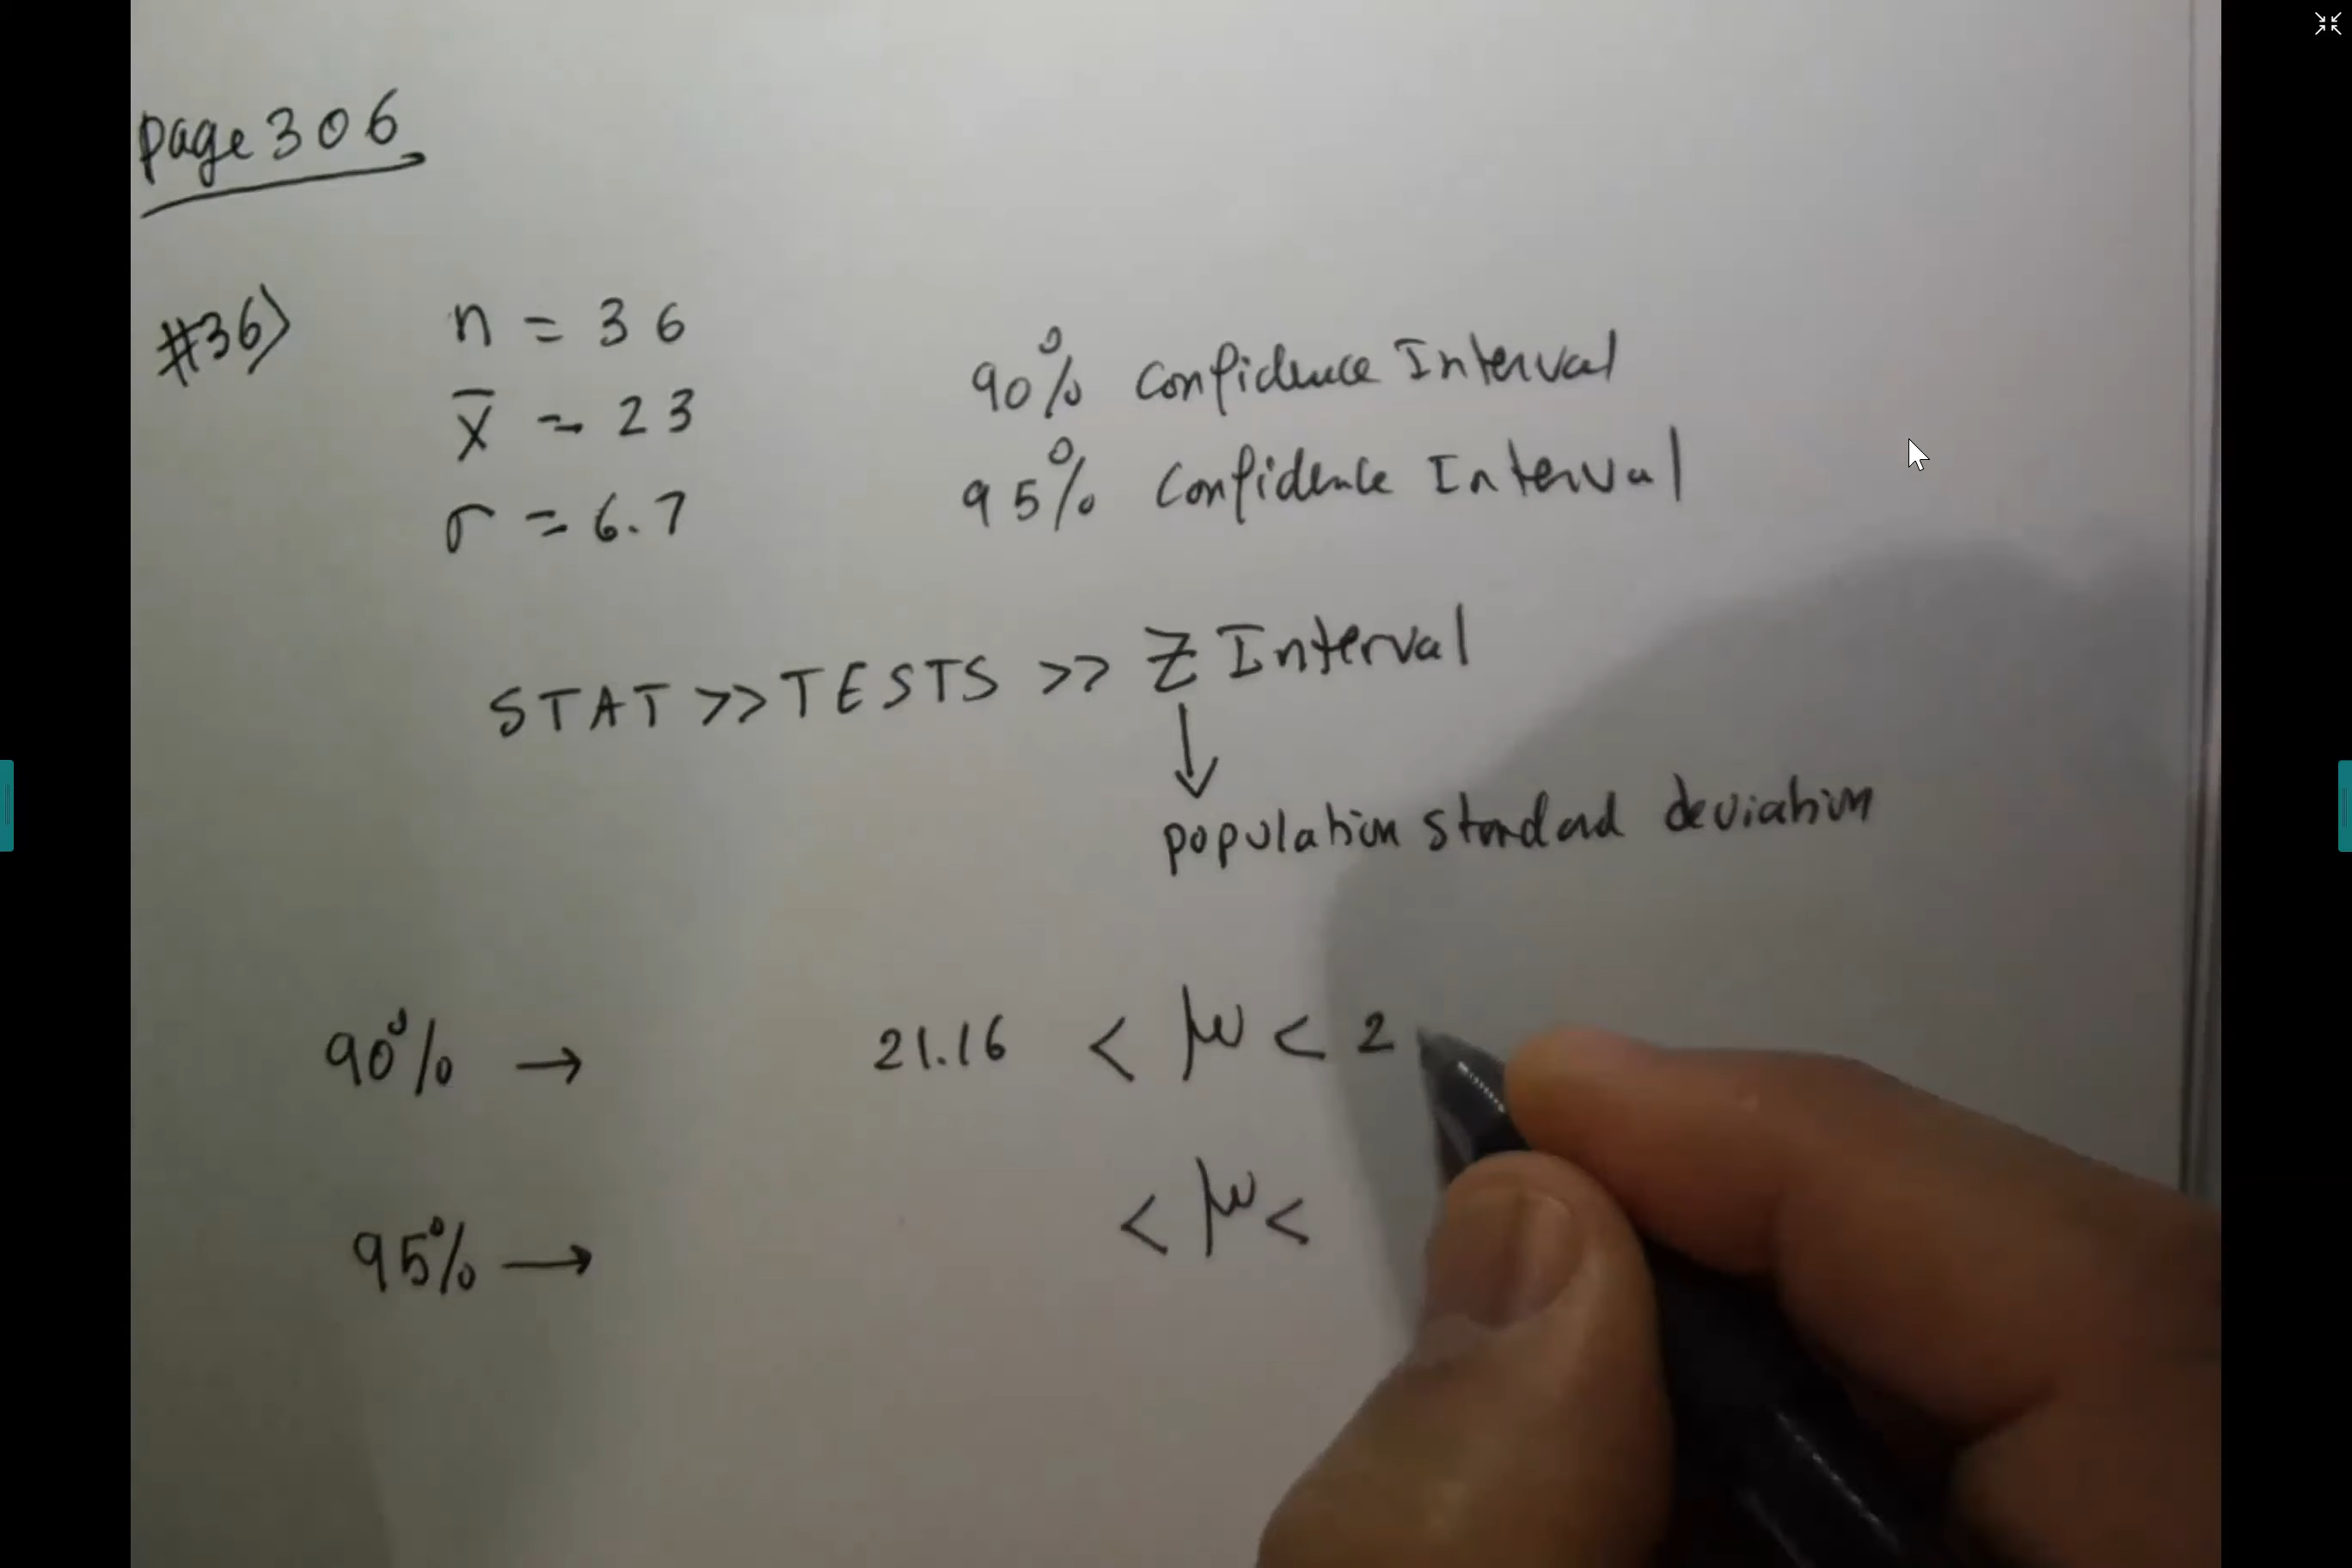 page 306
#36)
n = 36
x̄ = 23
σ = 6.7
90% Confidence Interval
95% Confidence Interval
STAT >> TESTS >> Z Interval
↓
population standard deviation
90% → 21.16 < μ < 2
95% → < μ <